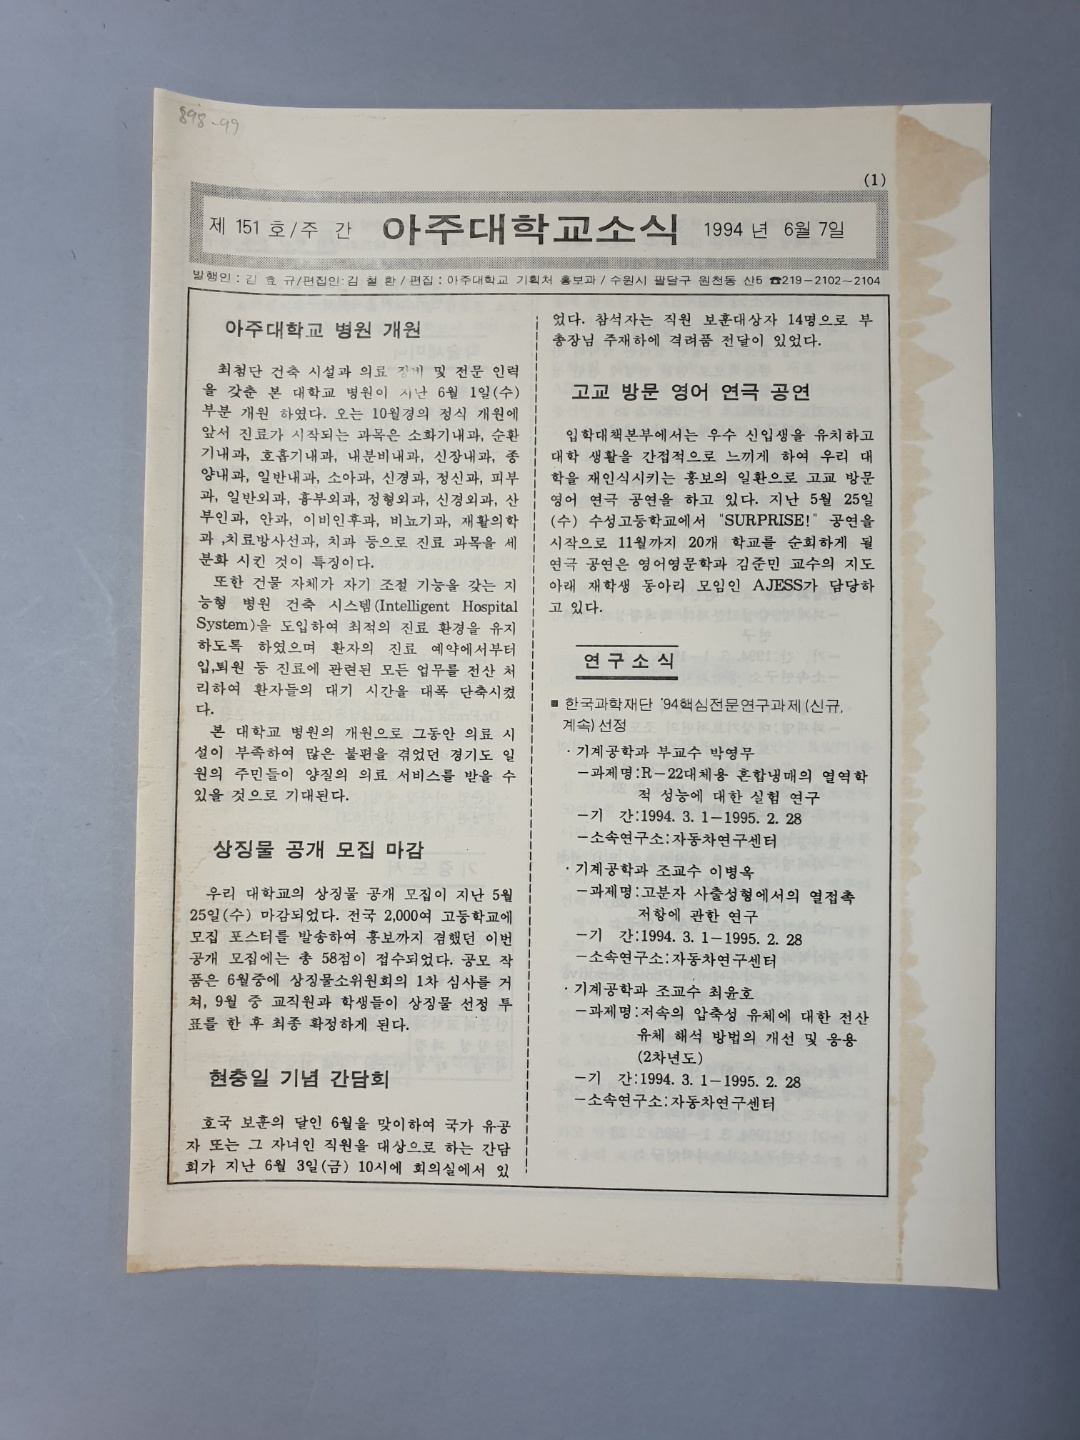 898-99
(1)
제 151 호/주 간 아주대학교소식 1994 년 6월 7일
발행인 : 김 효 규/편집인·김 철 환/편집 : 아주대학교 기획처 홍보과/수원시 팔달구 원천동 산5 ☎219-2102~2104
아주대학교 병원 개원
최첨단 건축 시설과 의료 장비 및 전문 인력
을 갖춘 본 대학교 병원이 지난 6월 1일(수)
부분 개원 하였다. 오는 10월경의 정식 개원에
앞서 진료가 시작되는 과목은 소화기내과, 순환
기내과, 호흡기내과, 내분비내과, 신장내과, 종
양내과, 일반내과, 소아과, 신경과, 정신과, 피부
과, 일반외과, 흉부외과, 정형외과, 신경외과, 산
부인과, 안과, 이비인후과, 비뇨기과, 재활의학
과 ,치료방사선과, 치과 등으로 진료 과목을 세
분화 시킨 것이 특징이다.
또한 건물 자체가 자기 조절 기능을 갖는 지
능형 병원 건축 시스템(Intelligent Hospital
System)을 도입하여 최적의 진료 환경을 유지
하도록 하였으며 환자의 진료 예약에서부터
입,퇴원 등 진료에 관련된 모든 업무를 전산 처
리하여 환자들의 대기 시간을 대폭 단축시켰
다.
본 대학교 병원의 개원으로 그동안 의료 시
설이 부족하여 많은 불편을 겪었던 경기도 일
원의 주민들이 양질의 의료 서비스를 받을 수
있을 것으로 기대된다.
상징물 공개 모집 마감
우리 대학교의 상징물 공개 모집이 지난 5월
25일(수) 마감되었다. 전국 2,000여 고등학교에
모집 포스터를 발송하여 홍보까지 겸했던 이번
공개 모집에는 총 58점이 접수되었다. 공모 작
품은 6월중에 상징물소위원회의 1차 심사를 거
쳐, 9월 중 교직원과 학생들이 상징물 선정 투
표를 한 후 최종 확정하게 된다.
현충일 기념 간담회
호국 보훈의 달인 6월을 맞이하여 국가 유공
자 또는 그 자녀인 직원을 대상으로 하는 간담
회가 지난 6월 3일(금) 10시에 회의실에서 있
었다. 참석자는 직원 보훈대상자 14명으로 부
총장님 주재하에 격려품 전달이 있었다.
고교 방문 영어 연극 공연
입학대책본부에서는 우수 신입생을 유치하고
대학 생활을 간접적으로 느끼게 하여 우리 대
학을 재인식시키는 홍보의 일환으로 고교 방문
영어 연극 공연을 하고 있다. 지난 5월 25일
(수) 수성고등학교에서 "SURPRISE!" 공연을
시작으로 11월까지 20개 학교를 순회하게 될
연극 공연은 영어영문학과 김준민 교수의 지도
아래 재학생 동아리 모임인 AJESS가 담당하
고 있다.
연 구 소 식
■ 한국과학재단 '94핵심전문연구과제(신규,
계속)선정
· 기계공학과 부교수 박영무
-과제명:R-22대체용 혼합냉매의 열역학
적 성능에 대한 실험 연구
-기 간:1994. 3. 1-1995. 2. 28
-소속연구소:자동차연구센터
· 기계공학과 조교수 이병옥
-과제명:고분자 사출성형에서의 열접촉
저항에 관한 연구
-기 간:1994. 3. 1-1995. 2. 28
-소속연구소:자동차연구센터
· 기계공학과 조교수 최윤호
-과제명:저속의 압축성 유체에 대한 전산
유체 해석 방법의 개선 및 응용
(2차년도)
-기 간:1994. 3. 1-1995. 2. 28
-소속연구소:자동차연구센터